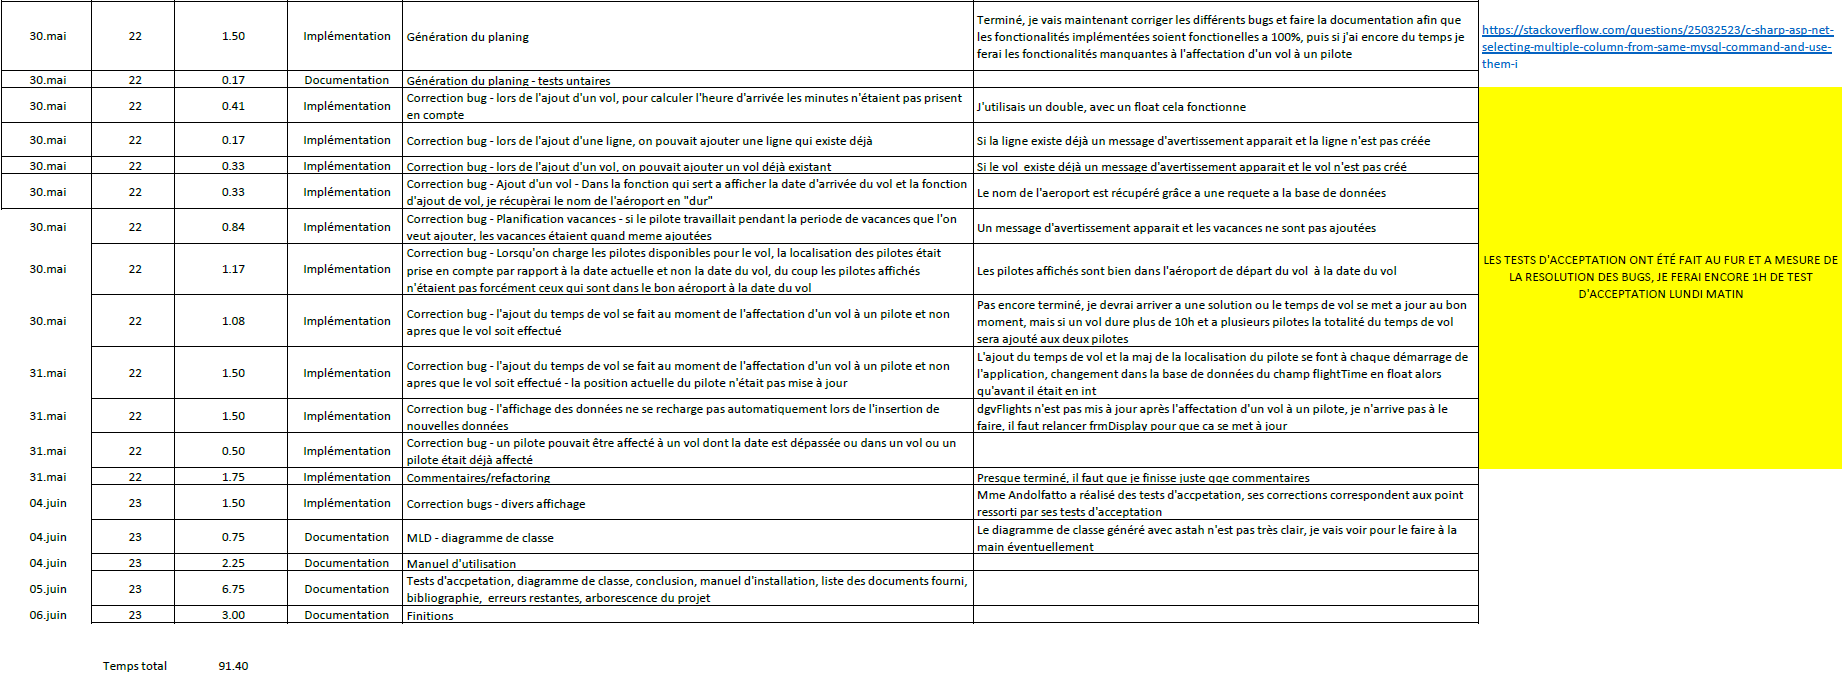 30.mai 22 1.50 Implémentation Génération du planing
Terminé, je vais maintenant corriger les différents bugs et faire la documentation afin que
les fonctionalités implémentées soient fonctionelles a 100%, puis si j'ai encore du temps je
ferai les fonctionalités manquantes à l'affectation d'un vol à un pilote
https://stackoverflow.com/questions/25032523/c-sharp-asp-net-
selecting-multiple-column-from-same-mysql-command-and-use-
them-i
30.mai 22 0.17 Documentation Génération du planing - tests untaires
30.mai 22 0.41 Implémentation
Correction bug - lors de l'ajout d'un vol, pour calculer l'heure d'arrivée les minutes n'étaient pas prisent
en compte
J'utilisais un double, avec un float cela fonctionne
30.mai 22 0.17 Implémentation Correction bug - lors de l'ajout d'une ligne, on pouvait ajouter une ligne qui existe déjà
Si la ligne existe déjà un message d'avertissement apparait et la ligne n'est pas créée
30.mai 22 0.33 Implémentation Correction bug - lors de l'ajout d'un vol, on pouvait ajouter un vol déjà existant
Si le vol  existe déjà un message d'avertissement apparait et le vol n'est pas créé
30.mai 22 0.33 Implémentation
Correction bug - Ajout d'un vol - Dans la fonction qui sert a afficher la date d'arrivée du vol et la fonction
d'ajout de vol, je récupèrai le nom de l'aéroport en "dur"
Le nom de l'aeroport est récupéré grâce a une requete a la base de données
30.mai 22 0.84 Implémentation
Correction bug - Planification vacances - si le pilote travaillait pendant la periode de vacances que l'on
veut ajouter, les vacances étaient quand meme ajoutées
Un message d'avertissement apparait et les vacances ne sont pas ajoutées
30.mai 22 1.17 Implémentation
Correction bug - Lorsqu'on charge les pilotes disponibles pour le vol, la localisation des pilotes était
prise en compte par rapport à la date actuelle et non la date du vol, du coup les pilotes affichés
n'étaient pas forcément ceux qui sont dans le bon aéroport à la date du vol
Les pilotes affichés sont bien dans l'aéroport de départ du vol  à la date du vol
LES TESTS D'ACCEPTATION ONT ÉTÉ FAIT AU FUR ET A MESURE DE
LA RESOLUTION DES BUGS, JE FERAI ENCORE 1H DE TEST
D'ACCEPTATION LUNDI MATIN
30.mai 22 1.08 Implémentation
Correction bug - l'ajout du temps de vol se fait au moment de l'affectation d'un vol à un pilote et non
apres que le vol soit effectué
Pas encore terminé, je devrai arriver a une solution ou le temps de vol se met a jour au bon
moment, mais si un vol dure plus de 10h et a plusieurs pilotes la totalité du temps de vol
sera ajouté aux deux pilotes
31.mai 22 1.50 Implémentation
Correction bug - l'ajout du temps de vol se fait au moment de l'affectation d'un vol à un pilote et non
apres que le vol soit effectué - la position actuelle du pilote n'était pas mise à jour
L'ajout du temps de vol et la maj de la localisation du pilote se font à chaque démarrage de
l'application, changement dans la base de données du champ flightTime en float alors
qu'avant il était en int
31.mai 22 1.50 Implémentation
Correction bug - l'affichage des données ne se recharge pas automatiquement lors de l'insertion de
nouvelles données
dgvFlights n'est pas mis à jour après l'affectation d'un vol à un pilote, je n'arrive pas à le
faire, il faut relancer frmDisplay pour que ca se met à jour
31.mai 22 0.50 Implémentation
Correction bug - un pilote pouvait être affecté à un vol dont la date est dépassée ou dans un vol ou un
pilote était déjà affecté
31.mai 22 1.75 Implémentation Commentaires/refactoring
Presque terminé, il faut que je finisse juste qqe commentaires
04.juin 23 1.50 Implémentation Correction bugs - divers affichage
Mme Andolfatto a réalisé des tests d'accpetation, ses corrections correspondent aux point
ressorti par ses tests d'acceptation
04.juin 23 0.75 Documentation MLD - diagramme de classe
Le diagramme de classe généré avec astah n'est pas très clair, je vais voir pour le faire à la
main éventuellement
04.juin 23 2.25 Documentation Manuel d'utilisation
05.juin 23 6.75 Documentation
Tests d'accpetation, diagramme de classe, conclusion, manuel d'installation, liste des documents fourni,
bibliographie,  erreurs restantes, arborescence du projet
06.juin 23 3.00 Documentation Finitions
Temps total 91.40